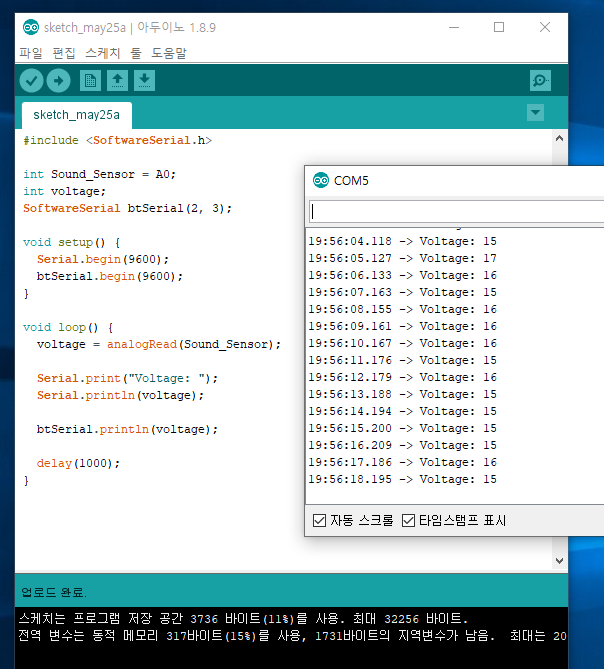 sketch_may25a | 아두이노 1.8.9
파일 편집 스케치 툴 도움말
sketch_may25a
#include <SoftwareSerial.h>
int Sound_Sensor = A0;
int voltage;
SoftwareSerial btSerial(2, 3);
void setup() {
Serial.begin(9600);
btSerial.begin(9600);
}
void loop() {
voltage = analogRead(Sound_Sensor);
Serial.print("Voltage: ");
Serial.println(voltage);
btSerial.println(voltage);
delay(1000);
}
COM5
19:56:04.118 -> Voltage: 15
19:56:05.127 -> Voltage: 17
19:56:06.133 -> Voltage: 16
19:56:07.163 -> Voltage: 15
19:56:08.155 -> Voltage: 16
19:56:09.161 -> Voltage: 16
19:56:10.167 -> Voltage: 16
19:56:11.176 -> Voltage: 15
19:56:12.179 -> Voltage: 16
19:56:13.188 -> Voltage: 15
19:56:14.194 -> Voltage: 15
19:56:15.200 -> Voltage: 15
19:56:16.209 -> Voltage: 15
19:56:17.186 -> Voltage: 16
19:56:18.195 -> Voltage: 15
자동 스크롤 타임스탬프 표시
업로드 완료.
스케치는 프로그램 저장 공간 3736 바이트(11%)를 사용. 최대 32256 바이트.
전역 변수는 동적 메모리 317바이트(15%)를 사용, 1731바이트의 지역변수가 남음. 최대는 20